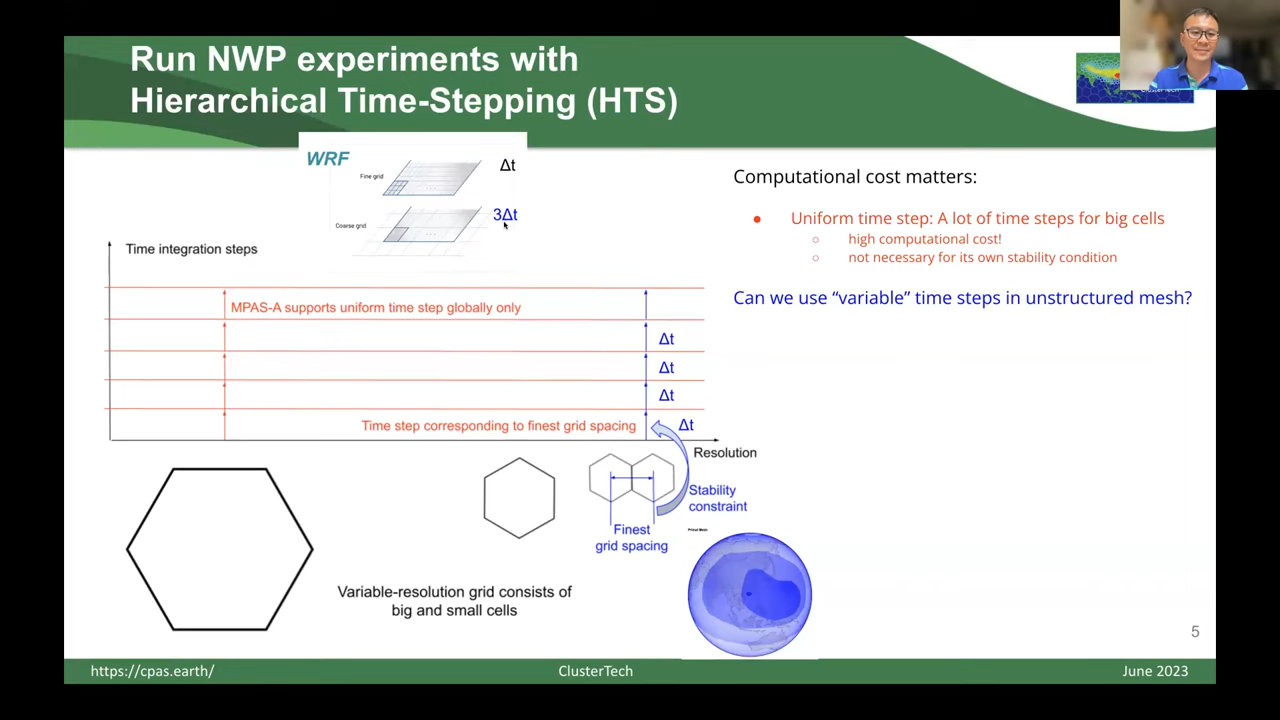 Run NWP experiments with
Hierarchical Time-Stepping (HTS)
ClusterTech
WRF
Fine grid
Δt
Coarse grid
3Δt
Time integration steps
MPAS-A supports uniform time step globally only
Δt
Δt
Δt
Time step corresponding to finest grid spacing
Δt
Resolution
Stability
constraint
Finest
grid spacing
Primal Mesh
Variable-resolution grid consists of
big and small cells
Computational cost matters:
● Uniform time step: A lot of time steps for big cells
○ high computational cost!
○ not necessary for its own stability condition
Can we use “variable” time steps in unstructured mesh?
5
https://cpas.earth/
ClusterTech
June 2023